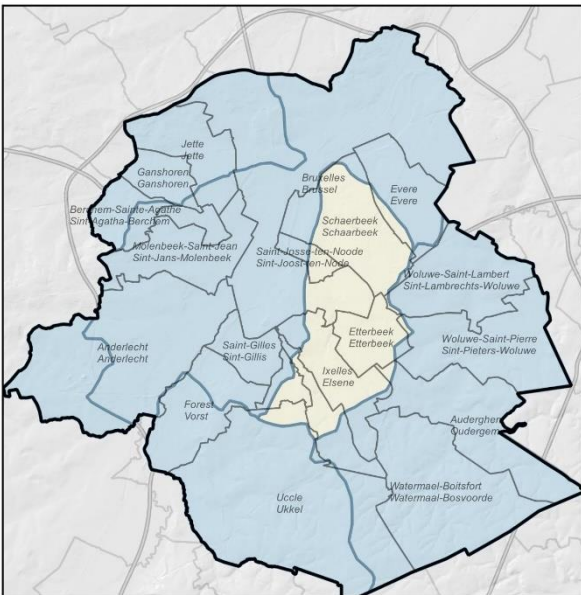 Jette
Jette
Ganshoren
Ganshoren
Bruxelles
Brussel
Evere
Evere
Berchem-Sainte-Agathe
Sint-Agatha-Berchem
Schaerbeek
Schaarbeek
Molenbeek-Saint-Jean
Sint-Jans-Molenbeek
Saint-Josse-ten-Noode
Sint-Joost-ten-Node
Woluwe-Saint-Lambert
Sint-Lambrechts-Woluwe
Etterbeek
Etterbeek
Woluwe-Saint-Pierre
Sint-Pieters-Woluwe
Anderlecht
Anderlecht
Saint-Gilles
Sint-Gillis
Ixelles
Elsene
Forest
Vorst
Auderghem
Oudergem
Watermael-Boitsfort
Watermaal-Bosvoorde
Uccle
Ukkel